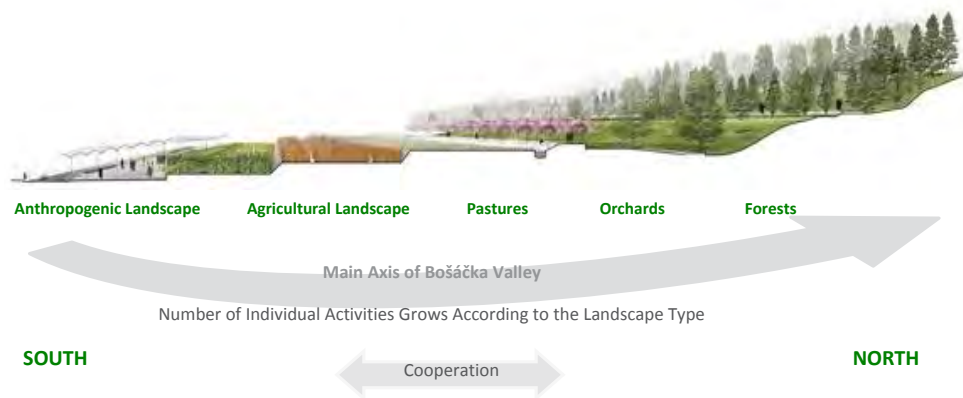 Anthropogenic Landscape Agricultural Landscape Pastures Orchards Forests
Main Axis of Bošáčka Valley
Number of Individual Activities Grows According to the Landscape Type
SOUTH NORTH
Cooperation